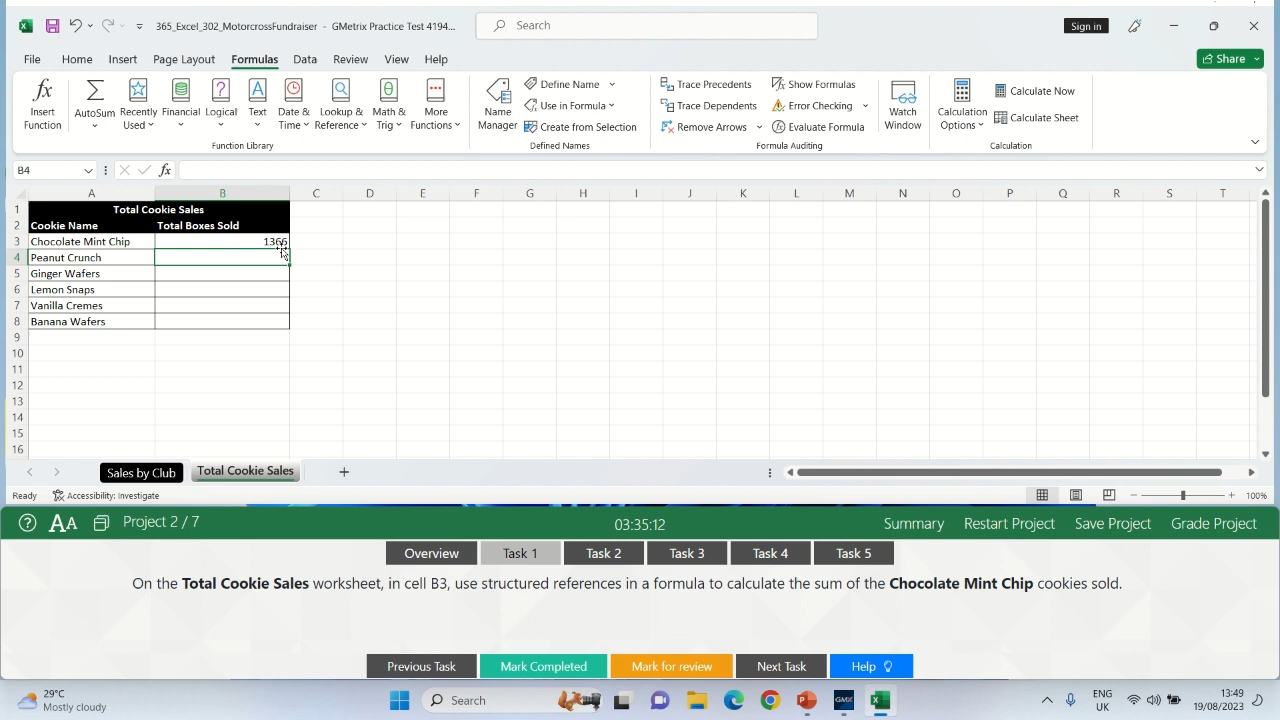 365_Excel_302_MotorcrossFundraiser - GMetrix Practice Test 4194...
Search
Sign in
File Home Insert Page Layout Formulas Data Review View Help
Share
Insert Function
AutoSum
Recently Used
Financial
Logical
Text
Date & Time
Lookup & Reference
Math & Trig
More Functions
Function Library
Name Manager
Define Name
Use in Formula
Create from Selection
Defined Names
Trace Precedents
Trace Dependents
Remove Arrows
Show Formulas
Error Checking
Evaluate Formula
Formula Auditing
Watch Window
Calculation Options
Calculate Now
Calculate Sheet
Calculation
B4
fx
A B C D E F G H I J K L M N O P Q R S T
1 Total Cookie Sales
2 Cookie Name Total Boxes Sold
3 Chocolate Mint Chip 1366
4 Peanut Crunch
5 Ginger Wafers
6 Lemon Snaps
7 Vanilla Cremes
8 Banana Wafers
9
10
11
12
13
14
15
16
Sales by Club Total Cookie Sales
Ready Accessibility: Investigate 100%
AA Project 2 / 7 03:35:12 Summary Restart Project Save Project Grade Project
Overview Task 1 Task 2 Task 3 Task 4 Task 5
On the Total Cookie Sales worksheet, in cell B3, use structured references in a formula to calculate the sum of the Chocolate Mint Chip cookies sold.
Previous Task Mark Completed Mark for review Next Task Help
29°C
Mostly cloudy
Search
GMX
ENG
UK
13:49
19/08/2023